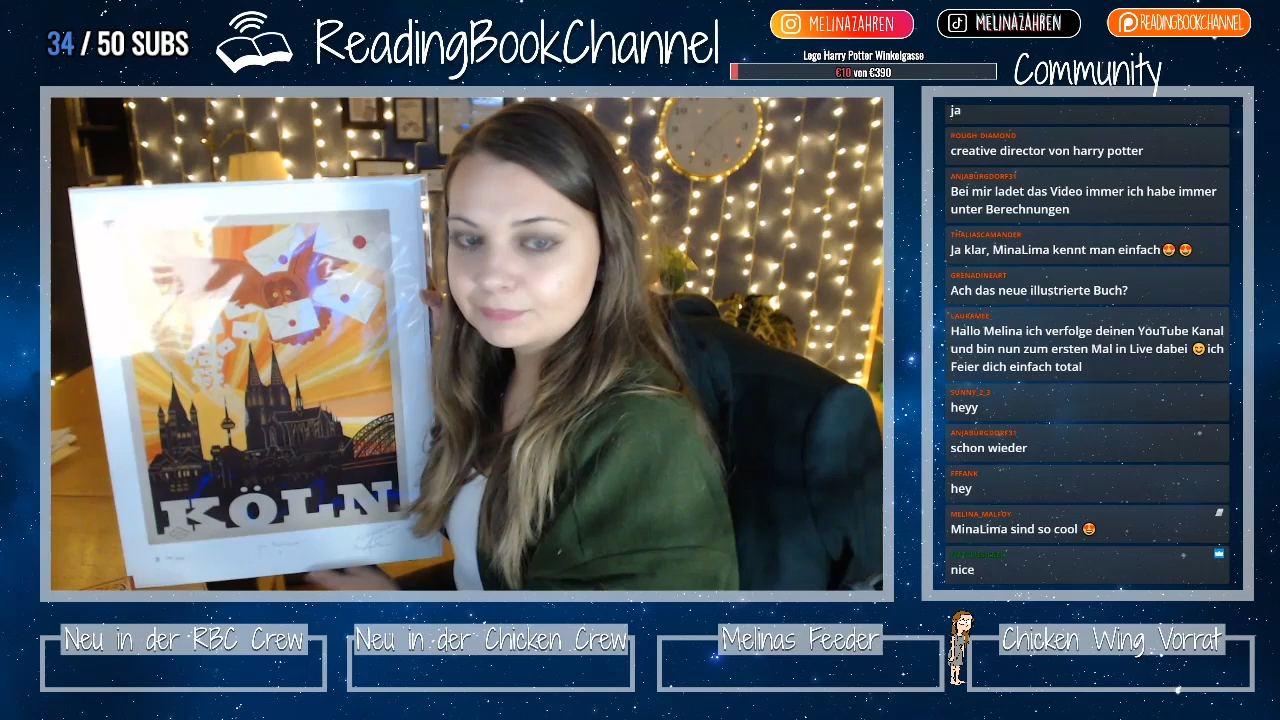 34 / 50 SUBS
ReadingBookChannel
MELINAZAHREN
MELINAZAHREN
READINGBOOKCHANNEL
Lego Harry Potter Winkelgasse
€10 von €390
Community
KÖLN
ja
ROUGH_DIAMOND
creative director von harry potter
ANJABURGDORF31
Bei mir ladet das Video immer ich habe immer
unter Berechnungen
THALIASCAMANDER
Ja klar, MinaLima kennt man einfach😍 😍
GRENADINEART
Ach das neue illustrierte Buch?
LAURAMEE_
Hallo Melina ich verfolge deinen YouTube Kanal
und bin nun zum ersten Mal in Live dabei 😊 ich
Feier dich einfach total
SUNNY_2_3
heyy
ANJABURGDORF31
schon wieder
hey
MELINA_MALFOY
MinaLima sind so cool 🤩
nice
Neu in der RBC Crew
Neu in der Chicken Crew
Melinas Feeder
Chicken Wing Vorrat